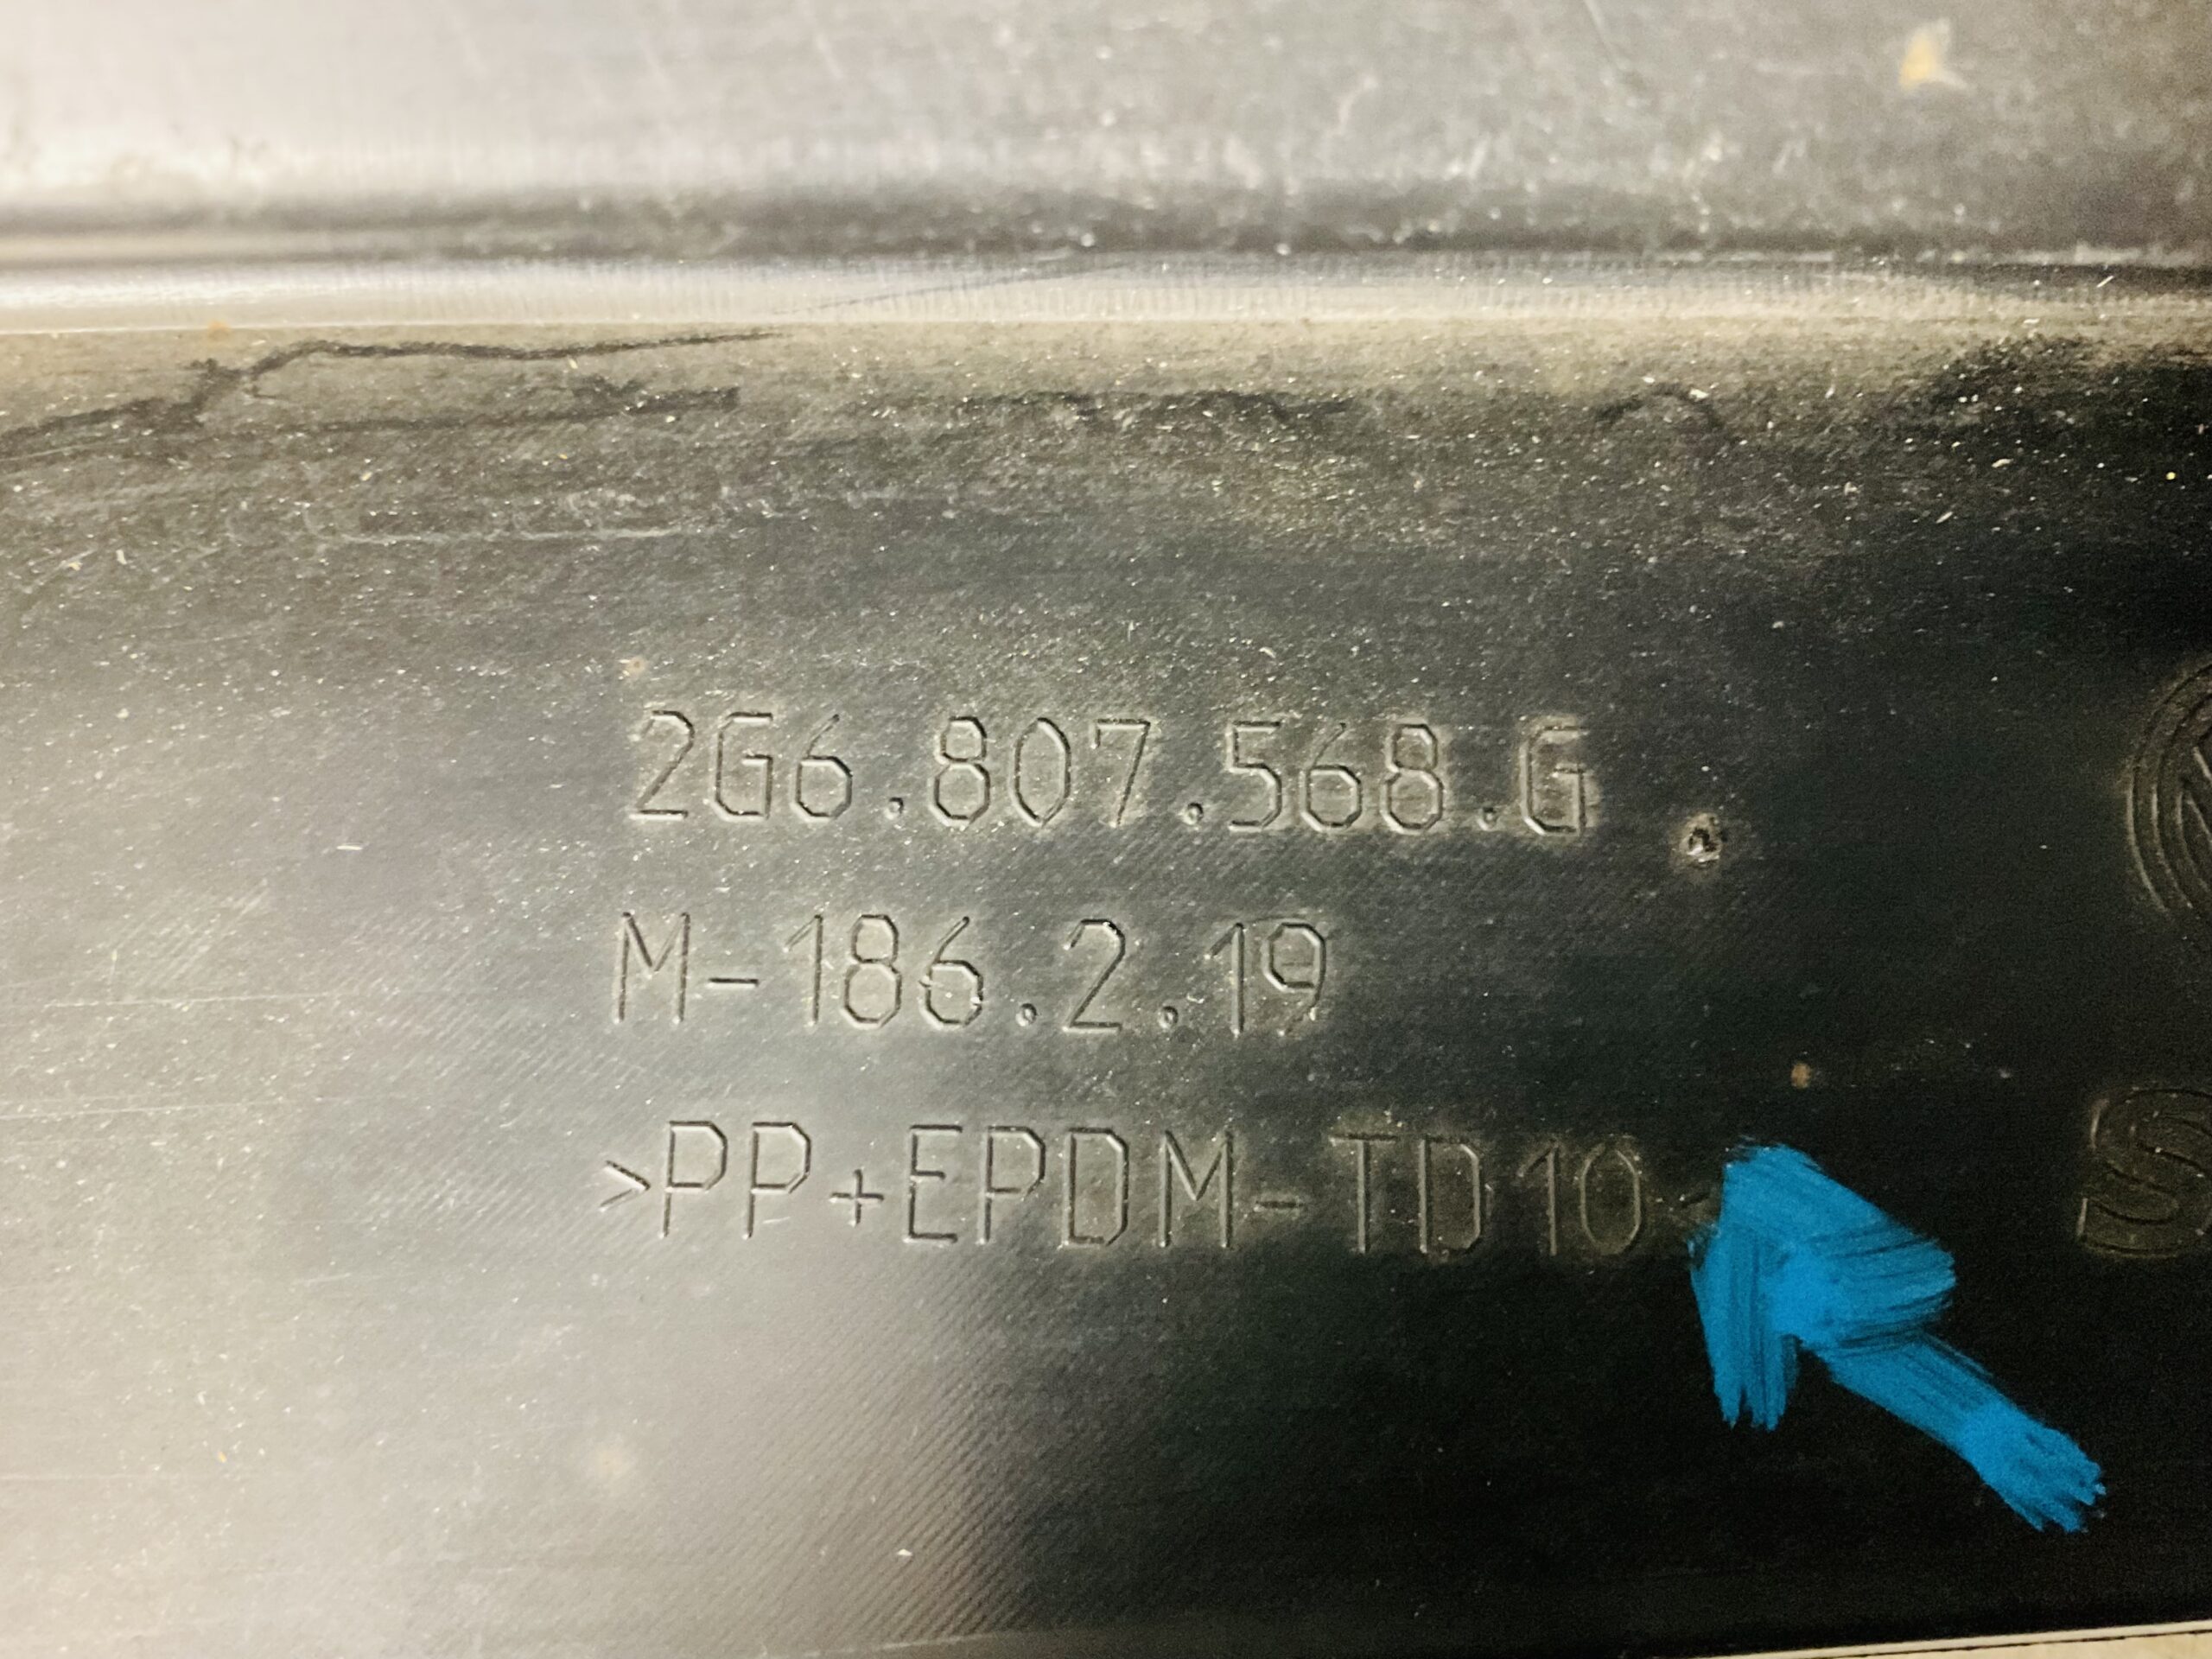 2G6.807.568.G
M-186.2.19
>PP+EPDM-TD10<
S